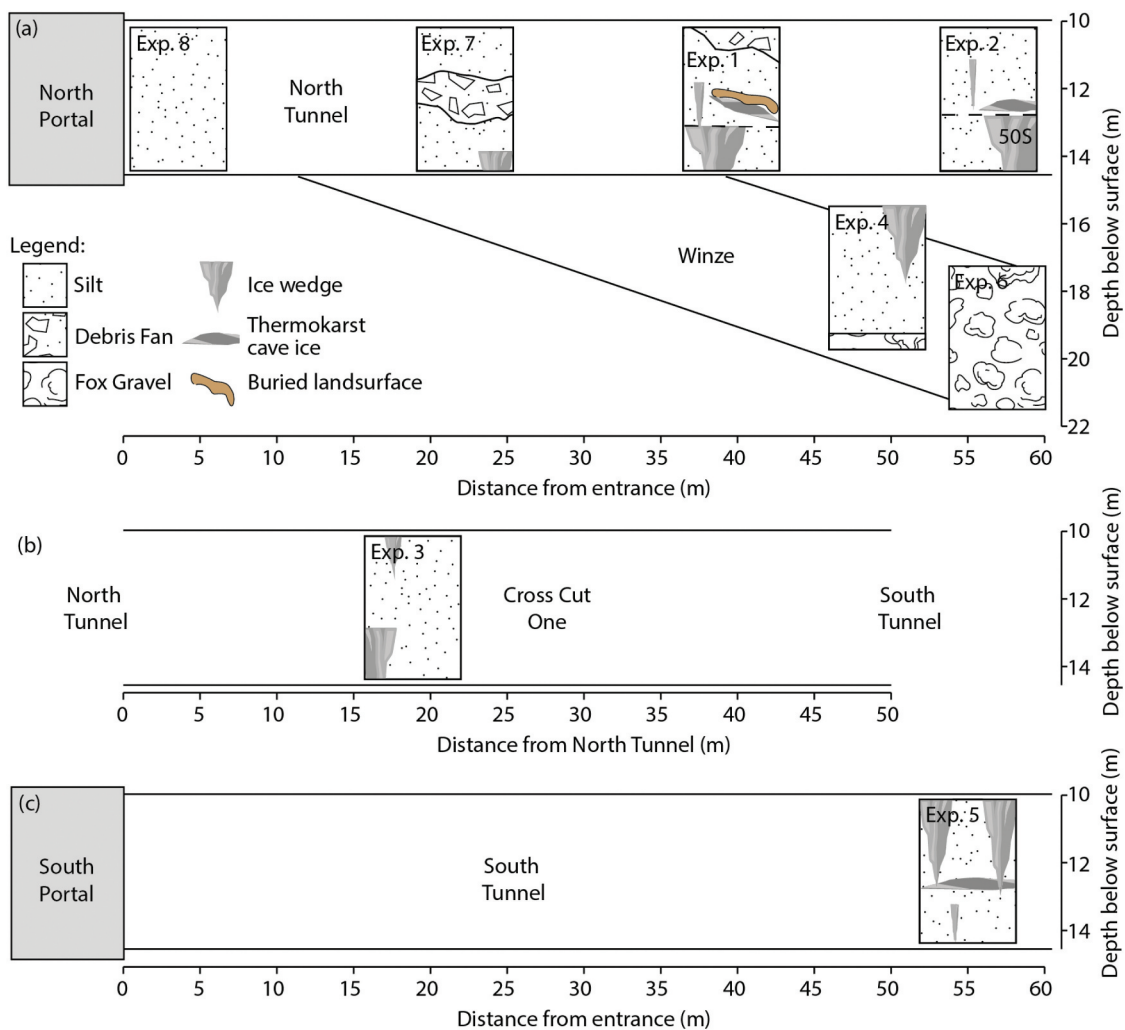 (a)
North
Portal
Exp. 8
North
Tunnel
Exp. 7
Exp. 1
Exp. 2
50S
10
12
14
16
18
20
22
Depth below surface (m)
Winze
Exp. 4
Exp. 6
Legend:
Silt
Ice wedge
Debris Fan
Thermokarst
cave ice
Fox Gravel
Buried landsurface
0 5 10 15 20 25 30 35 40 45 50 55 60
Distance from entrance (m)
(b)
North
Tunnel
Exp. 3
Cross Cut
One
South
Tunnel
10
12
14
Depth below surface (m)
0 5 10 15 20 25 30 35 40 45 50
Distance from North Tunnel (m)
(c)
South
Portal
South
Tunnel
Exp. 5
10
12
14
Depth below surface (m)
0 5 10 15 20 25 30 35 40 45 50 55 60
Distance from entrance (m)